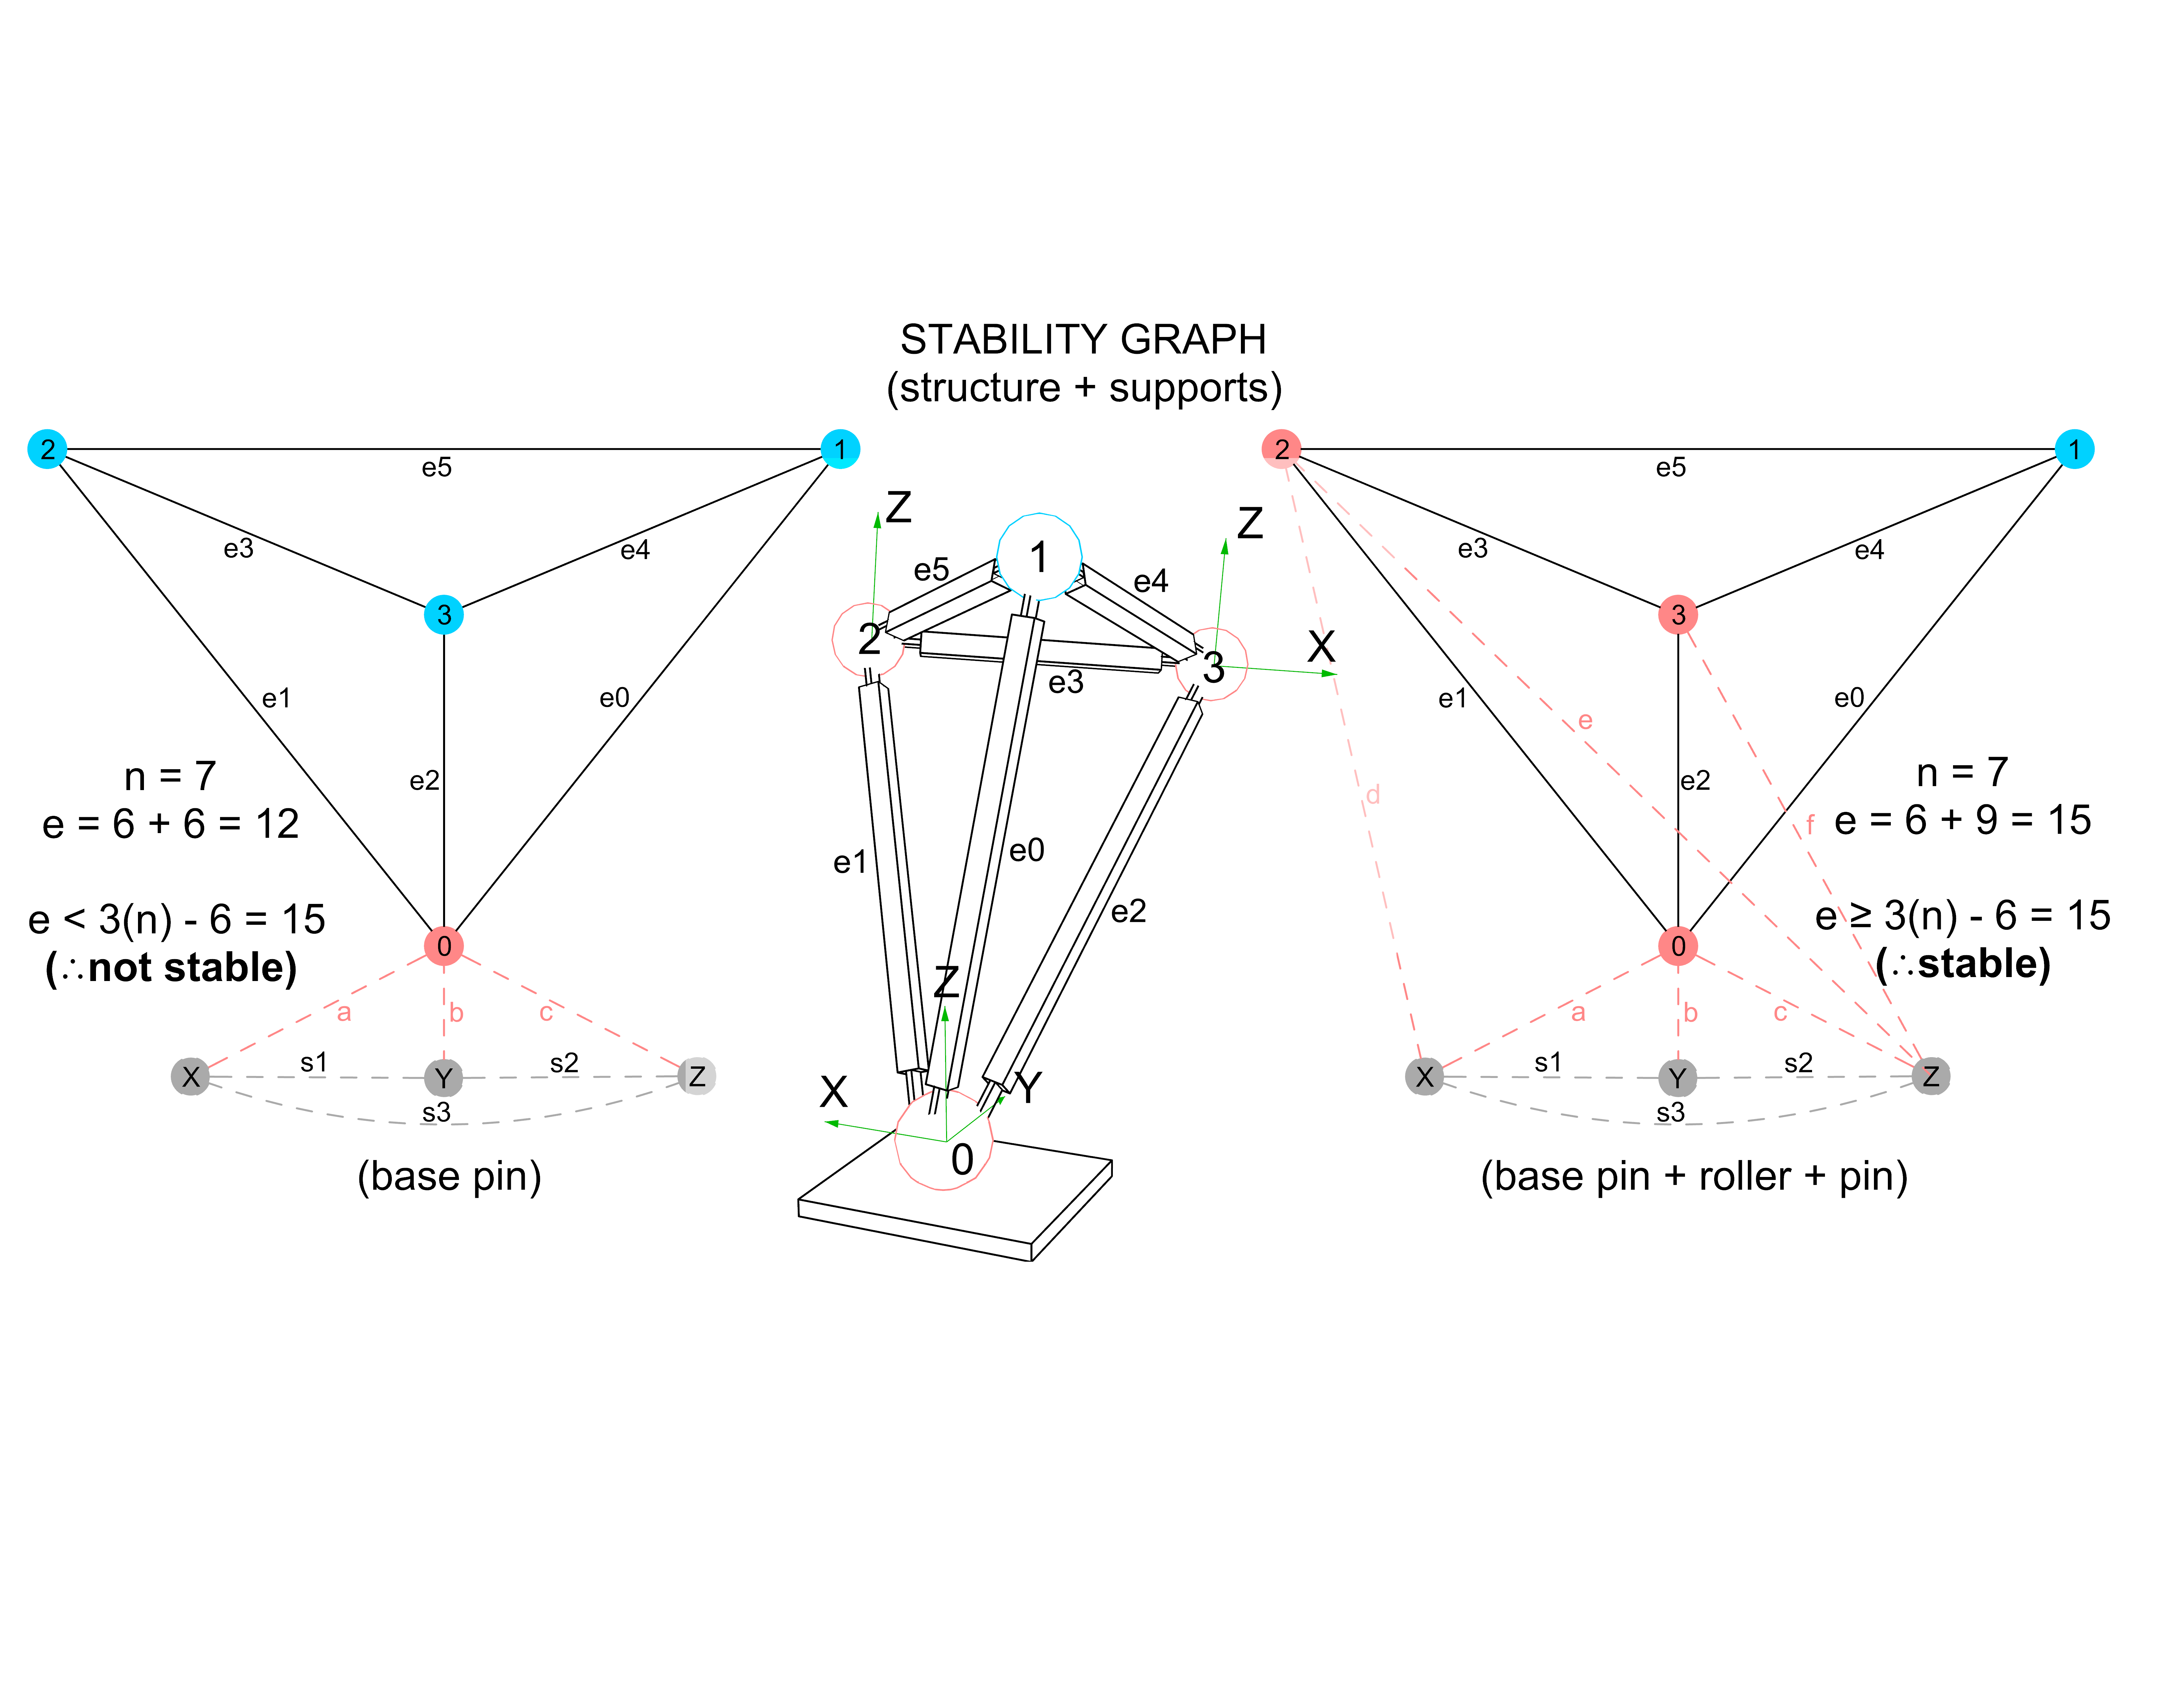 STABILITY GRAPH
(structure + supports)
2
1
e5
e3
e4
3
e1
e0
e2
n = 7
e = 6 + 6 = 12
e < 3(n) - 6 = 15
(∴not stable)
0
a
b
c
X
s1
Y
s2
Z
s3
(base pin)
Z
Z
1
e5
e4
2
3
X
e3
e1
e0
e2
Z
X
Y
0
2
1
e5
e3
e4
3
e1
e
e0
d
e2
f
n = 7
e = 6 + 9 = 15
e ≥ 3(n) - 6 = 15
(∴stable)
0
a
b
c
X
s1
Y
s2
Z
s3
(base pin + roller + pin)